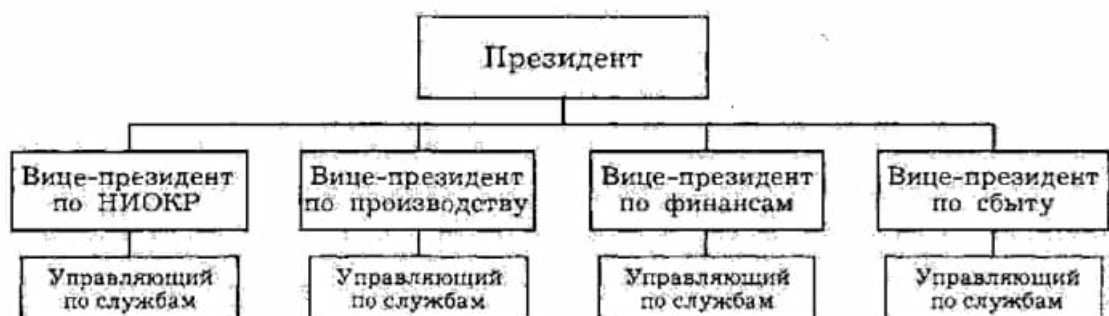 Президент
Вице-президент
по НИОКР
Вице-президент
по производству
Вице-президент
по финансам
Вице-президент
по сбыту
Управляющий
по службам
Управляющий
по службам
Управляющий
по службам
Управляющий
по службам